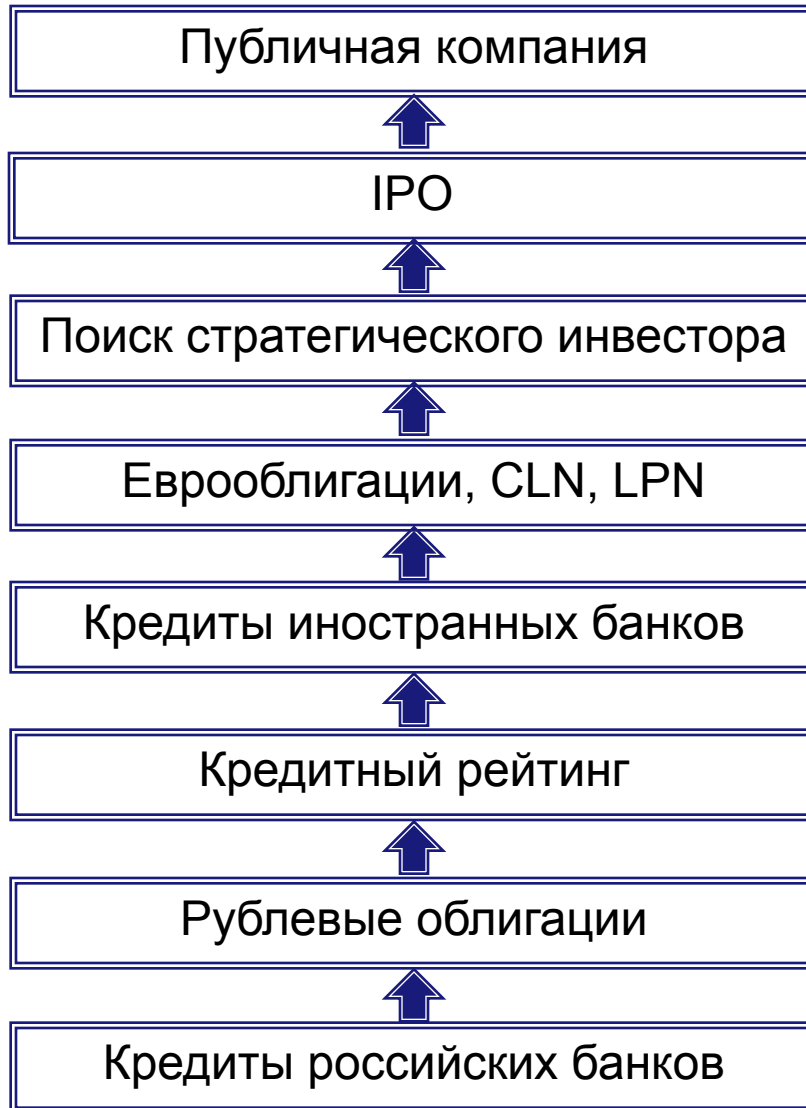 Публичная компания
IPO
Поиск стратегического инвестора
Еврооблигации, CLN, LPN
Кредиты иностранных банков
Кредитный рейтинг
Рублевые облигации
Кредиты российских банков